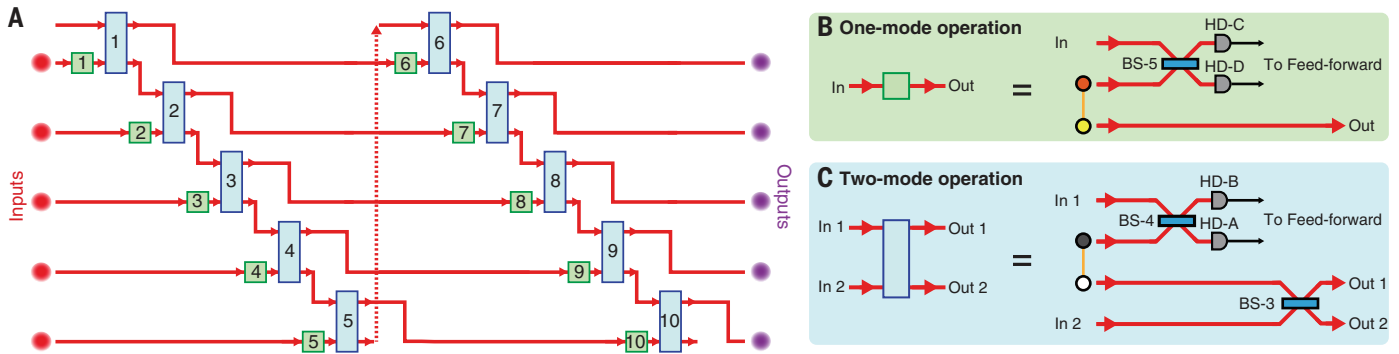 A
Inputs
1
1
2
2
3
3
4
4
5
5
6
6
7
7
8
8
9
9
10
10
Outputs
B One-mode operation
In
Out
=
In
BS-5
HD-C
HD-D
To Feed-forward
Out
C Two-mode operation
In 1
Out 1
In 2
Out 2
=
In 1
BS-4
HD-B
HD-A
To Feed-forward
BS-3
In 2
Out 1
Out 2